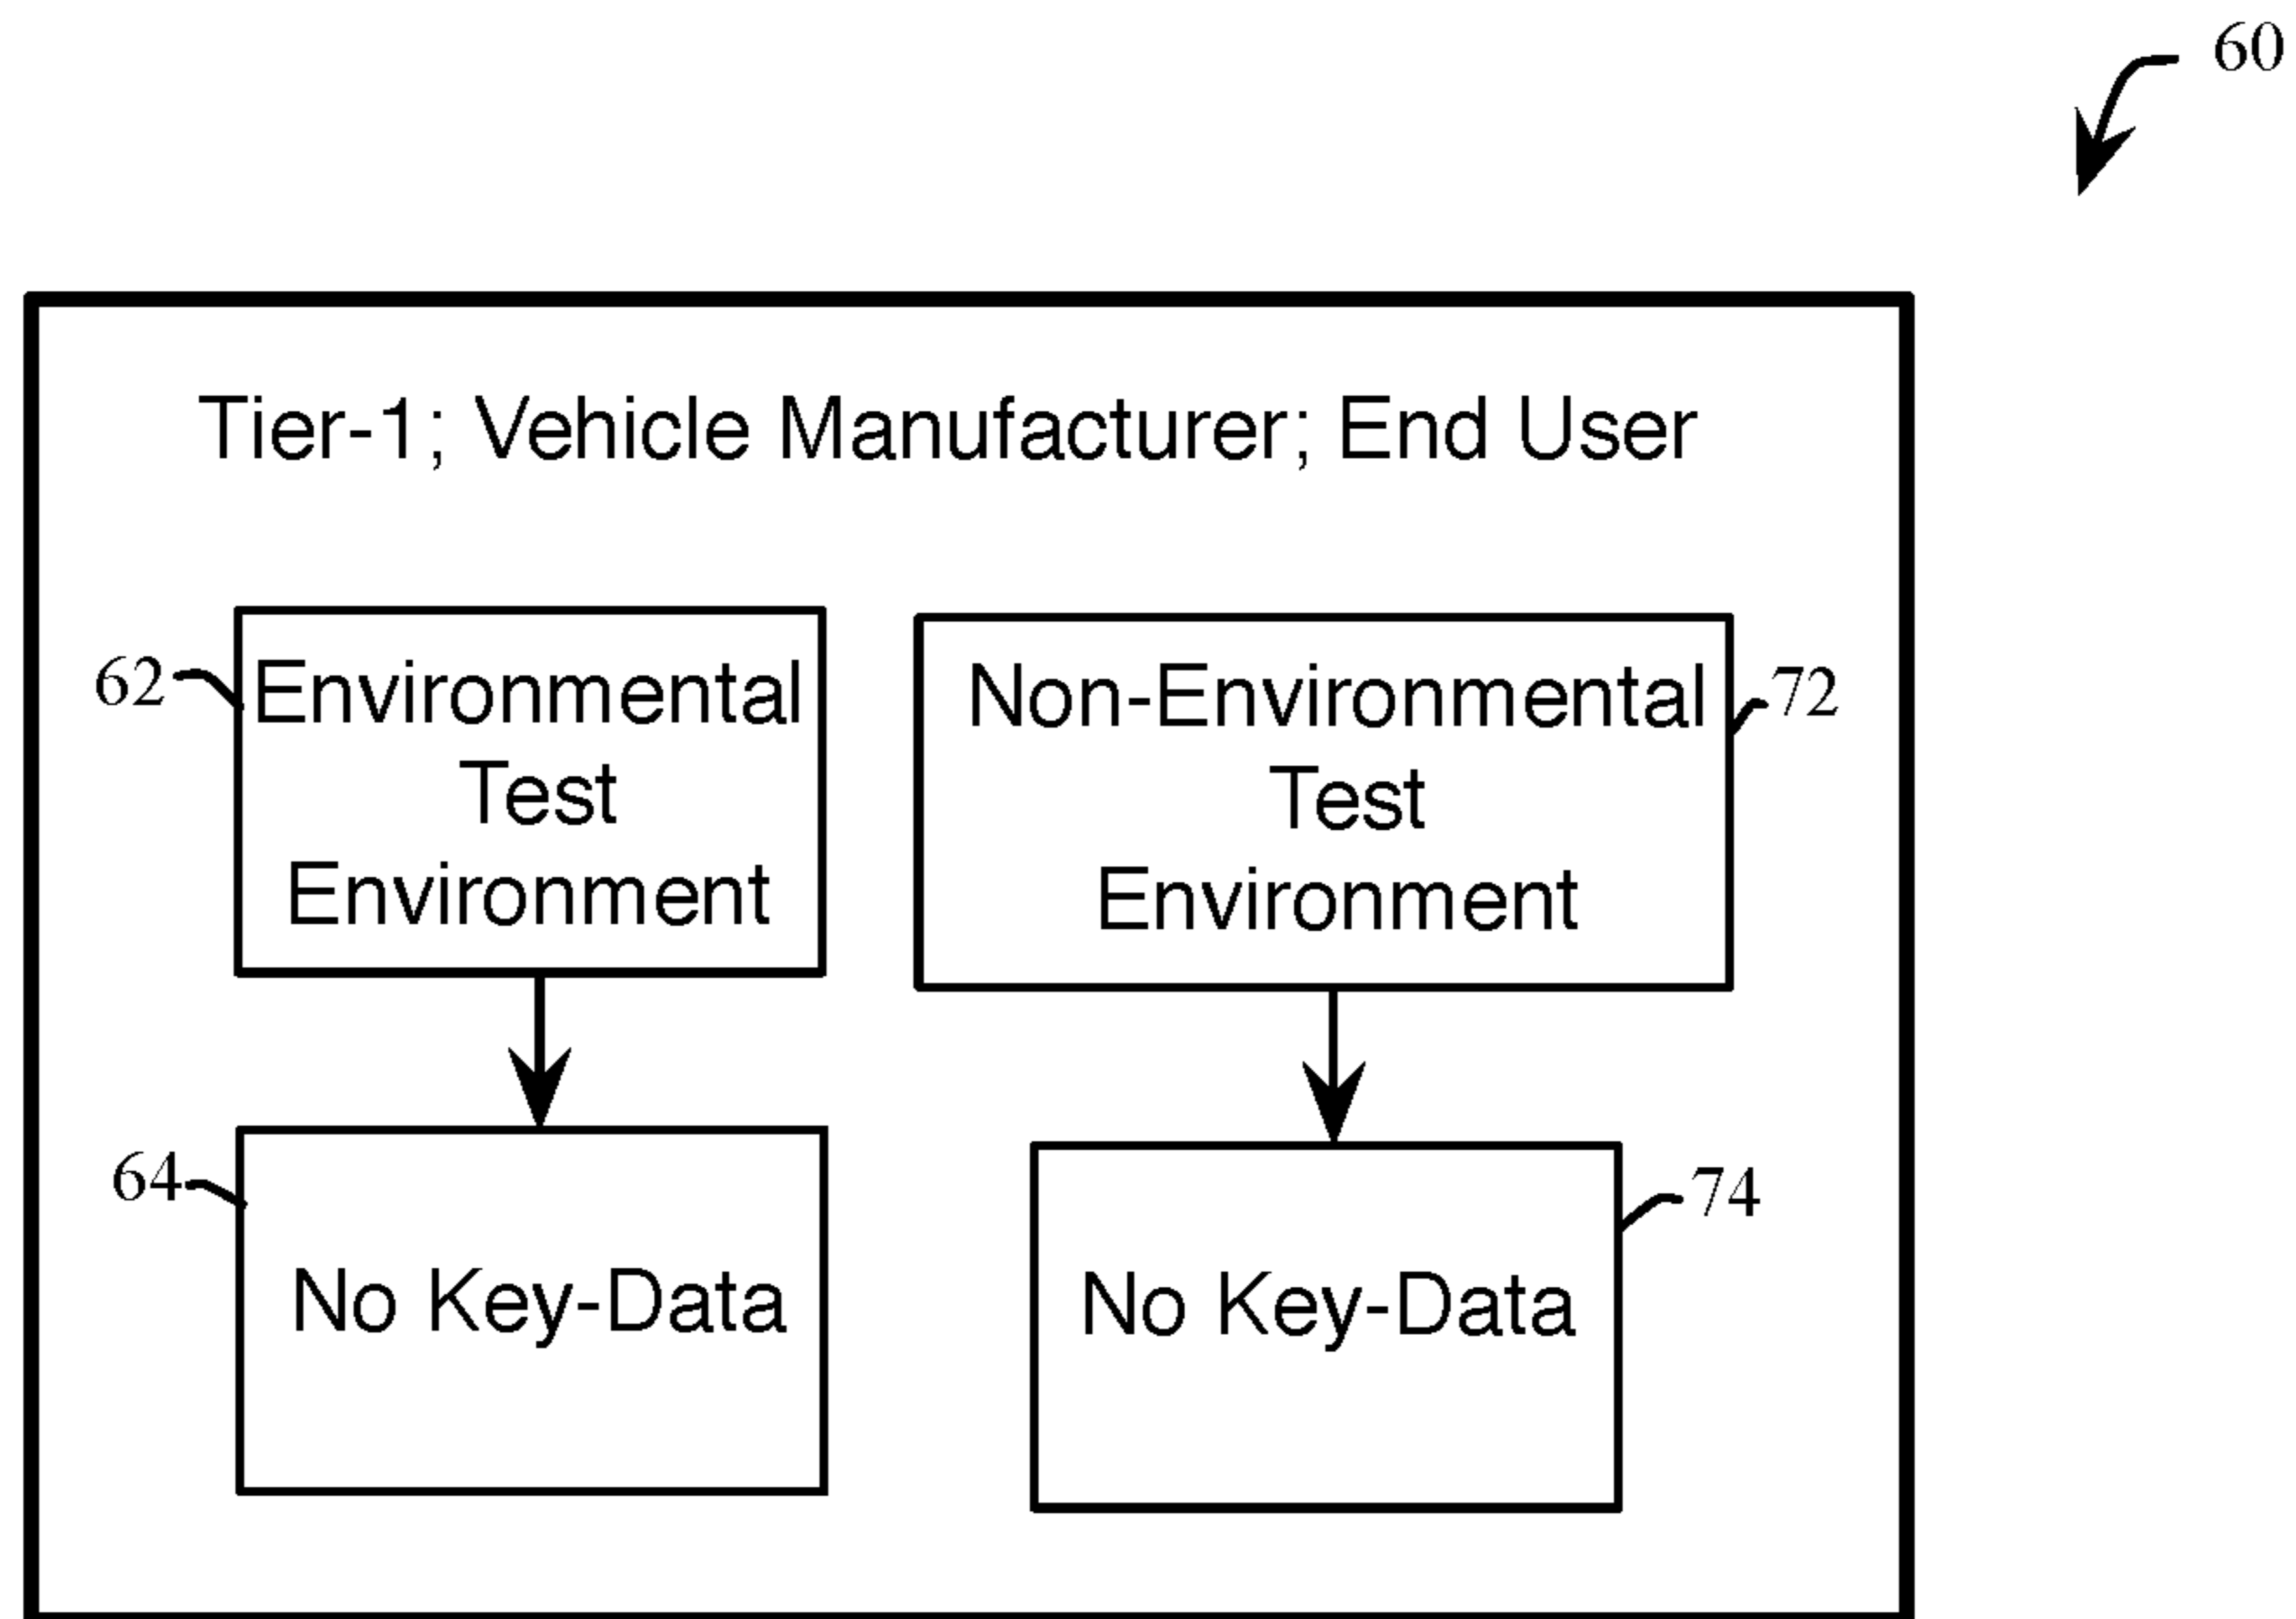 60
Tier-1; Vehicle Manufacturer; End User
62
Environmental
Test
Environment
Non-Environmental
Test
Environment
72
64
No Key-Data
No Key-Data
74